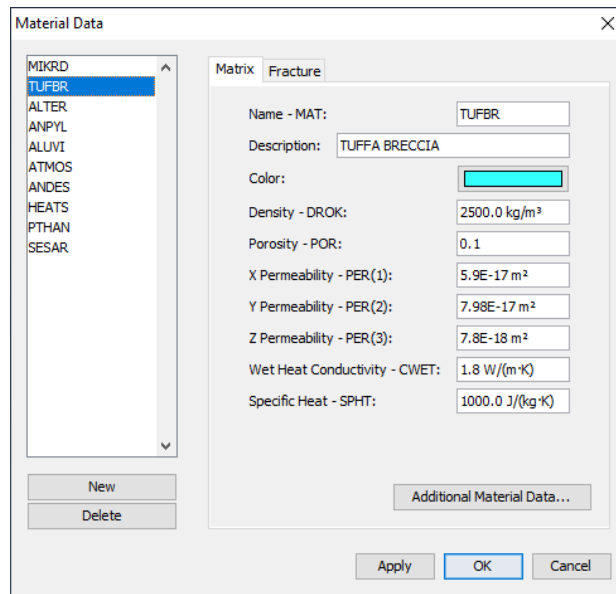 Material Data
MIKRD
TUFBR
ALTER
ANPYL
ALUVI
ATMOS
ANDES
HEATS
PTHAN
SESAR
New
Delete
Matrix Fracture
Name - MAT: TUFBR
Description: TUFFA BRECCIA
Color:
Density - DROK: 2500.0 kg/m³
Porosity - POR: 0.1
X Permeability - PER(1): 5.9E-17 m²
Y Permeability - PER(2): 7.98E-17 m²
Z Permeability - PER(3): 7.8E-18 m²
Wet Heat Conductivity - CWET: 1.8 W/(m·K)
Specific Heat - SPHT: 1000.0 J/(kg·K)
Additional Material Data...
Apply OK Cancel